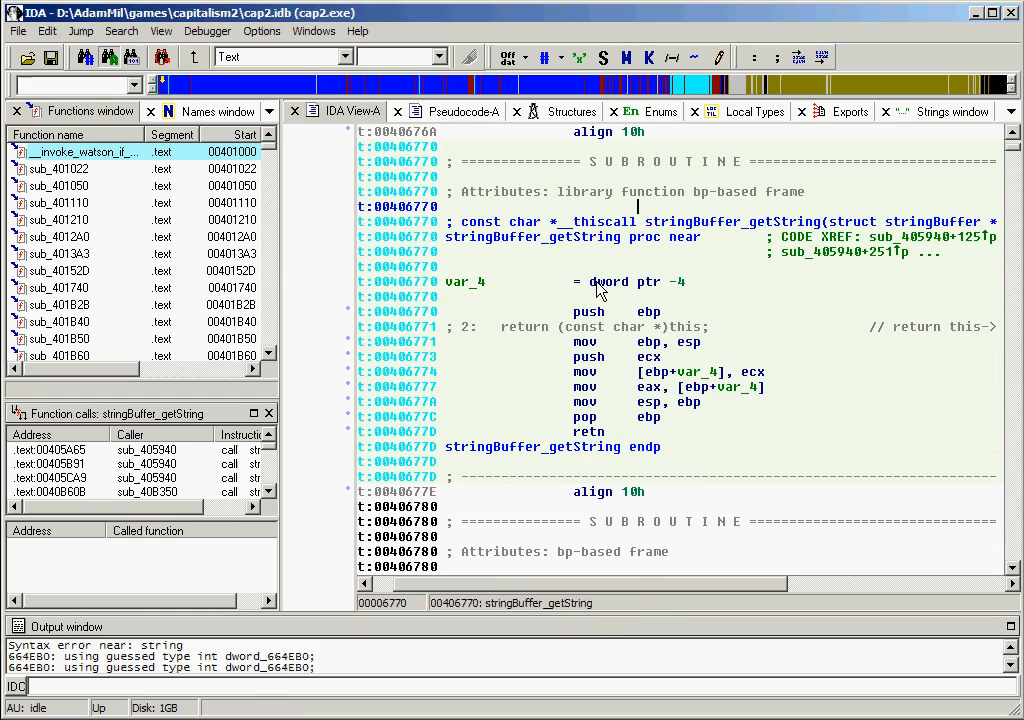 IDA - D:\AdamMil\games\capitalism2\cap2.idb (cap2.exe)
File Edit Jump Search View Debugger Options Windows Help
Text
Off dat # 'x' S M K
Functions window
Names window
IDA View-A
Pseudocode-A
Structures
En Enums
Local Types
Exports
Strings window
Function name Segment Start
__invoke_watson_if_... .text 00401000
sub_401022 .text 00401022
sub_401050 .text 00401050
sub_401110 .text 00401110
sub_401210 .text 00401210
sub_4012A0 .text 004012A0
sub_4013A3 .text 004013A3
sub_40152D .text 0040152D
sub_401740 .text 00401740
sub_401B2B .text 00401B2B
sub_401B40 .text 00401B40
sub_401B50 .text 00401B50
sub_401B60 .text 00401B60
Function calls: stringBuffer_getString
Address Caller Instructi
.text:00405A65 sub_405940 call str
.text:00405B91 sub_405940 call str
.text:00405CA9 sub_405940 call str
.text:0040B60B sub_40B350 call str
Address Called function
t:0040676A align 10h
t:00406770
t:00406770 ; =============== S U B R O U T I N E =======================================
t:00406770
t:00406770 ; Attributes: library function bp-based frame
t:00406770
t:00406770 ; const char *__thiscall stringBuffer_getString(struct stringBuffer *
t:00406770 stringBuffer_getString proc near ; CODE XREF: sub_405940+125↑p
t:00406770 ; sub_405940+251↑p ...
t:00406770
t:00406770 var_4 = dword ptr -4
t:00406770
t:00406770 push ebp
t:00406771 ; 2: return (const char *)this; // return this->
t:00406771 mov ebp, esp
t:00406773 push ecx
t:00406774 mov [ebp+var_4], ecx
t:00406777 mov eax, [ebp+var_4]
t:0040677A mov esp, ebp
t:0040677C pop ebp
t:0040677D retn
t:0040677D stringBuffer_getString endp
t:0040677D
t:0040677D ; ---------------------------------------------------------------------------
t:0040677E align 10h
t:00406780
t:00406780 ; =============== S U B R O U T I N E =======================================
t:00406780
t:00406780 ; Attributes: bp-based frame
t:00406780
00006770 00406770: stringBuffer_getString
Output window
Syntax error near: string
664EB0: using guessed type int dword_664EB0;
664EB0: using guessed type int dword_664EB0;
IDC
AU: idle Up Disk: 1GB